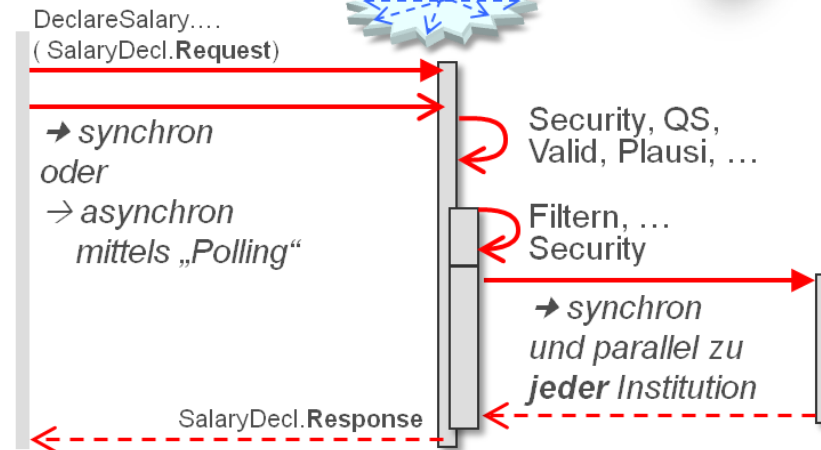 DeclareSalary....
( SalaryDecl.Request)
➔ synchron
oder
→ asynchron
mittels „Polling“
Security, QS,
Valid, Plausi, …
Filtern, …
Security
➔ synchron
und parallel zu
jeder Institution
SalaryDecl.Response